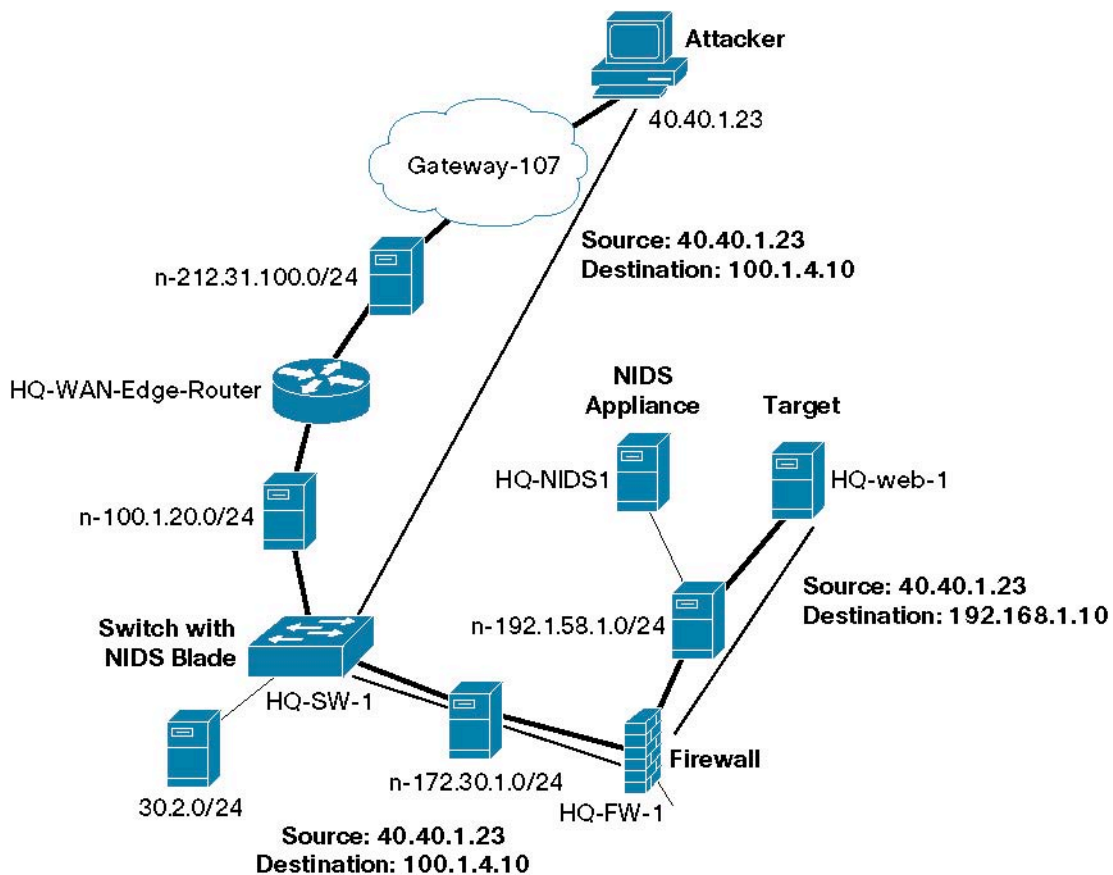 Attacker
40.40.1.23
Gateway-107
Source: 40.40.1.23
Destination: 100.1.4.10
n-212.31.100.0/24
HQ-WAN-Edge-Router
NIDS
Appliance
Target
HQ-NIDS1
HQ-web-1
n-100.1.20.0/24
Source: 40.40.1.23
Destination: 192.168.1.10
n-192.1.58.1.0/24
Switch with
NIDS Blade
HQ-SW-1
Firewall
n-172.30.1.0/24
30.2.0/24
HQ-FW-1
Source: 40.40.1.23
Destination: 100.1.4.10